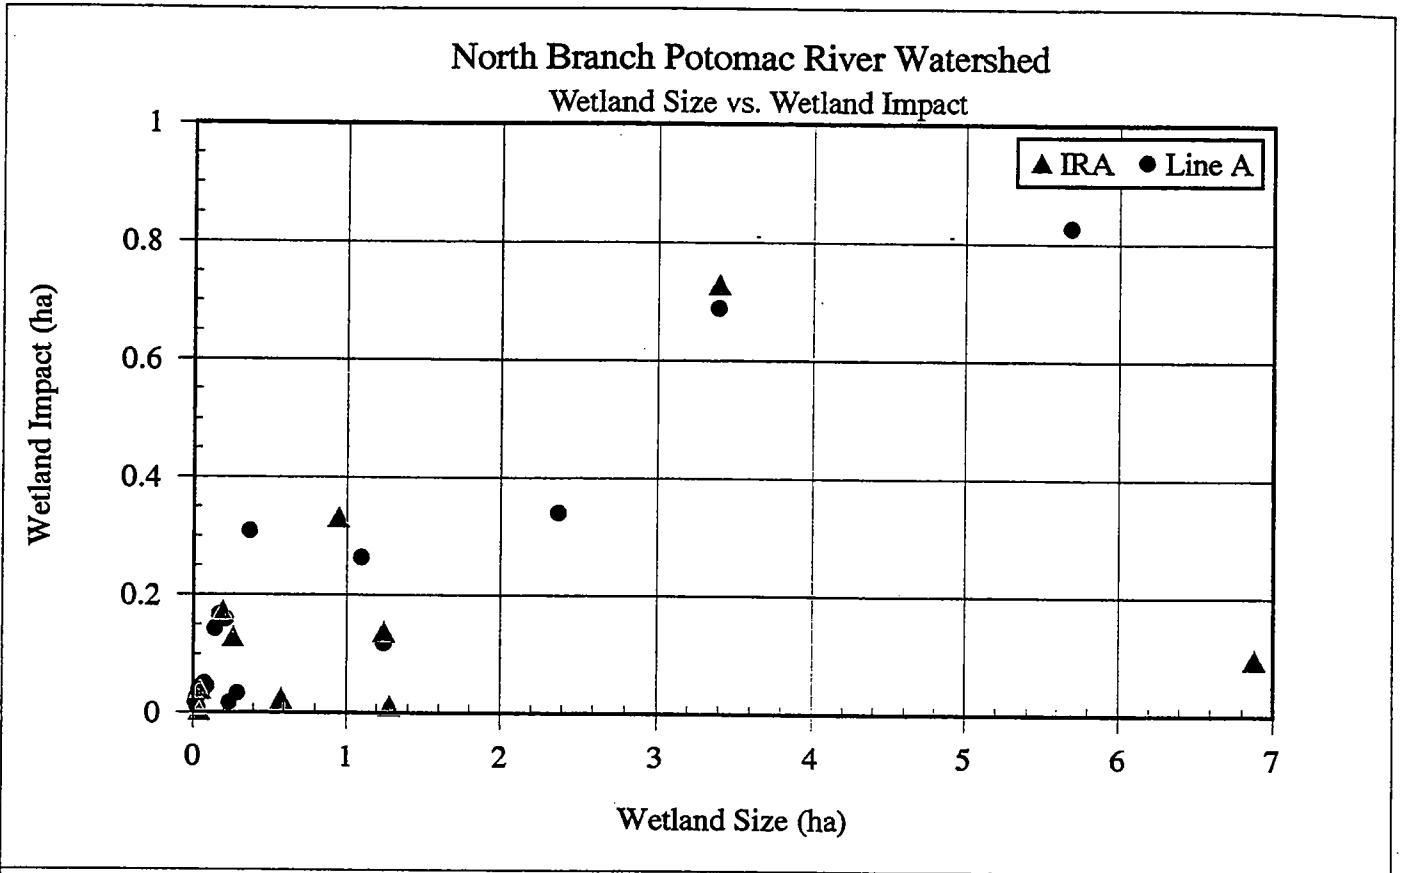 North Branch Potomac River Watershed
Wetland Size vs. Wetland Impact
IRA Line A
Wetland Impact (ha)
1
0.8
0.6
0.4
0.2
0
0 1 2 3 4 5 6 7
Wetland Size (ha)